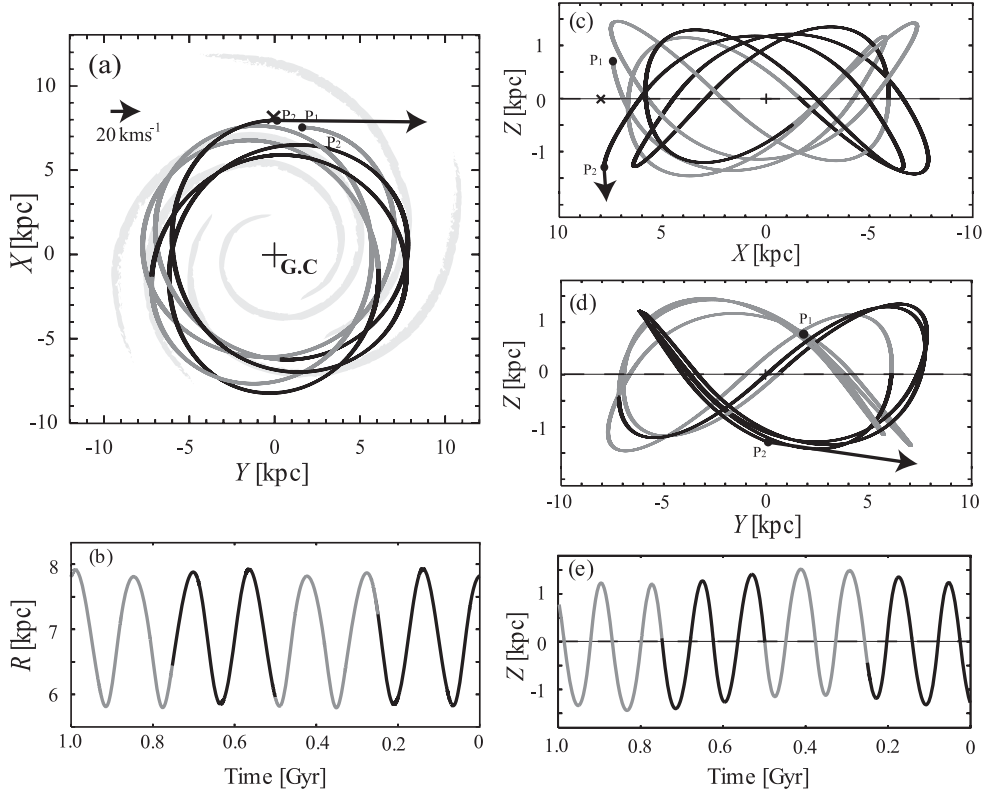 (a)
20 kms-1
P2 P1
P2
G.C
X [kpc]
10
5
0
-5
-10
-10 -5 0 5 10
Y [kpc]
(b)
R [kpc]
8
7
6
1.0 0.8 0.6 0.4 0.2 0
Time [Gyr]
(c)
P1
P2
Z [kpc]
1
0
-1
10 5 0 -5 -10
X [kpc]
(d)
P1
P2
Z [kpc]
1
0
-1
-10 -5 0 5 10
Y [kpc]
(e)
Z [kpc]
1
0
-1
1.0 0.8 0.6 0.4 0.2 0
Time [Gyr]